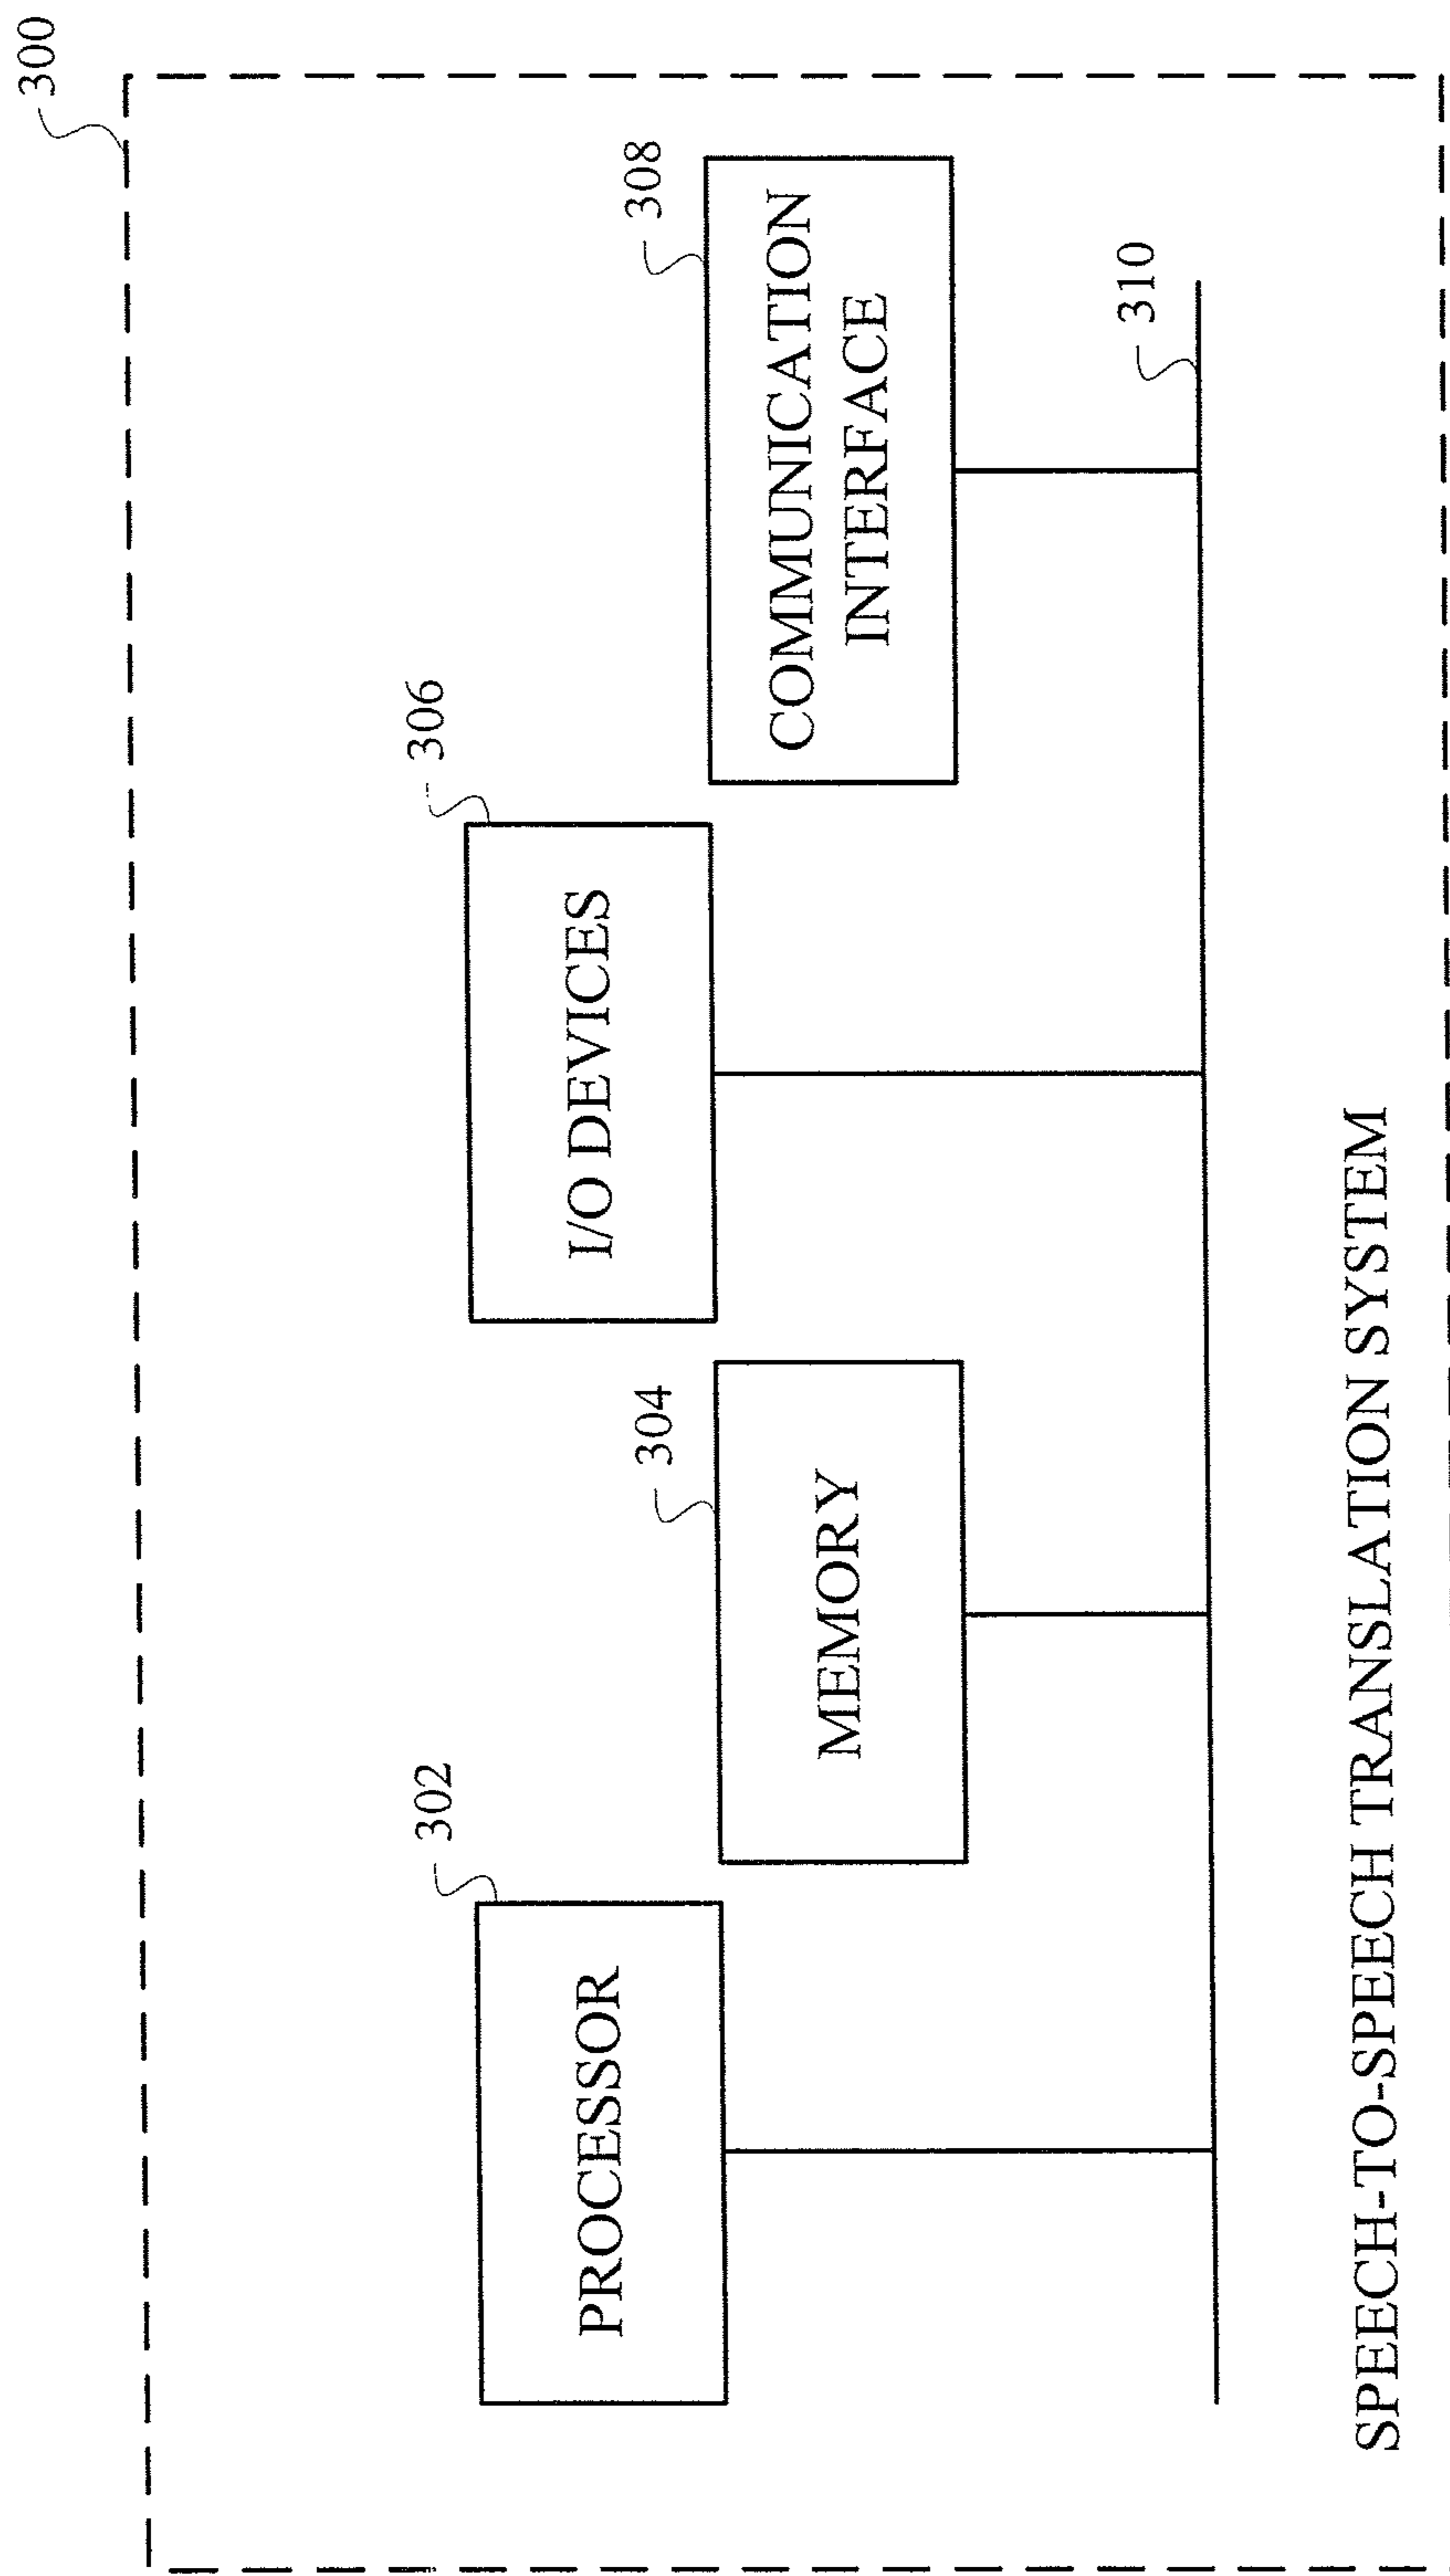 300
302
PROCESSOR
304
MEMORY
306
I/O DEVICES
308
COMMUNICATION
INTERFACE
310
SPEECH-TO-SPEECH TRANSLATION SYSTEM